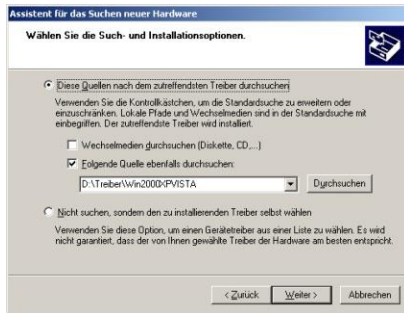 Assistent für das Suchen neuer Hardware
Wählen Sie die Such- und Installationsoptionen.
Diese Quellen nach dem zutreffendsten Treiber durchsuchen
Verwenden Sie die Kontrollkästchen, um die Standardsuche zu erweitern oder
einzuschränken. Lokale Pfade und Wechselmedien sind in der Standardsuche mit
einbegriffen. Der zutreffendste Treiber wird installiert.
Wechselmedien durchsuchen (Diskette, CD,...)
Folgende Quelle ebenfalls durchsuchen:
D:\Treiber\Win2000XPVISTA
Durchsuchen
Nicht suchen, sondern den zu installierenden Treiber selbst wählen
Verwenden Sie diese Option, um einen Gerätetreiber aus einer Liste zu wählen. Es wird
nicht garantiert, dass der von Ihnen gewählte Treiber der Hardware am besten entspricht.
< Zurück Weiter > Abbrechen